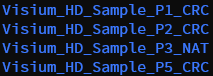 Visium_HD_Sample_P1_CRC
Visium_HD_Sample_P2_CRC
Visium_HD_Sample_P3_NAT
Visium_HD_Sample_P5_CRC